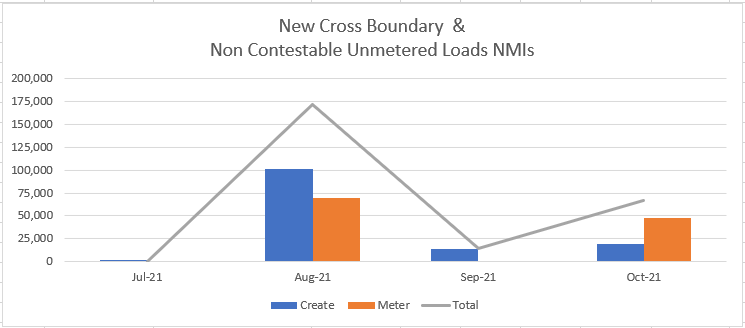 New Cross Boundary &
Non Contestable Unmetered Loads NMIs
200,000
175,000
150,000
125,000
100,000
75,000
50,000
25,000
0
Jul-21 Aug-21 Sep-21 Oct-21
Create Meter Total